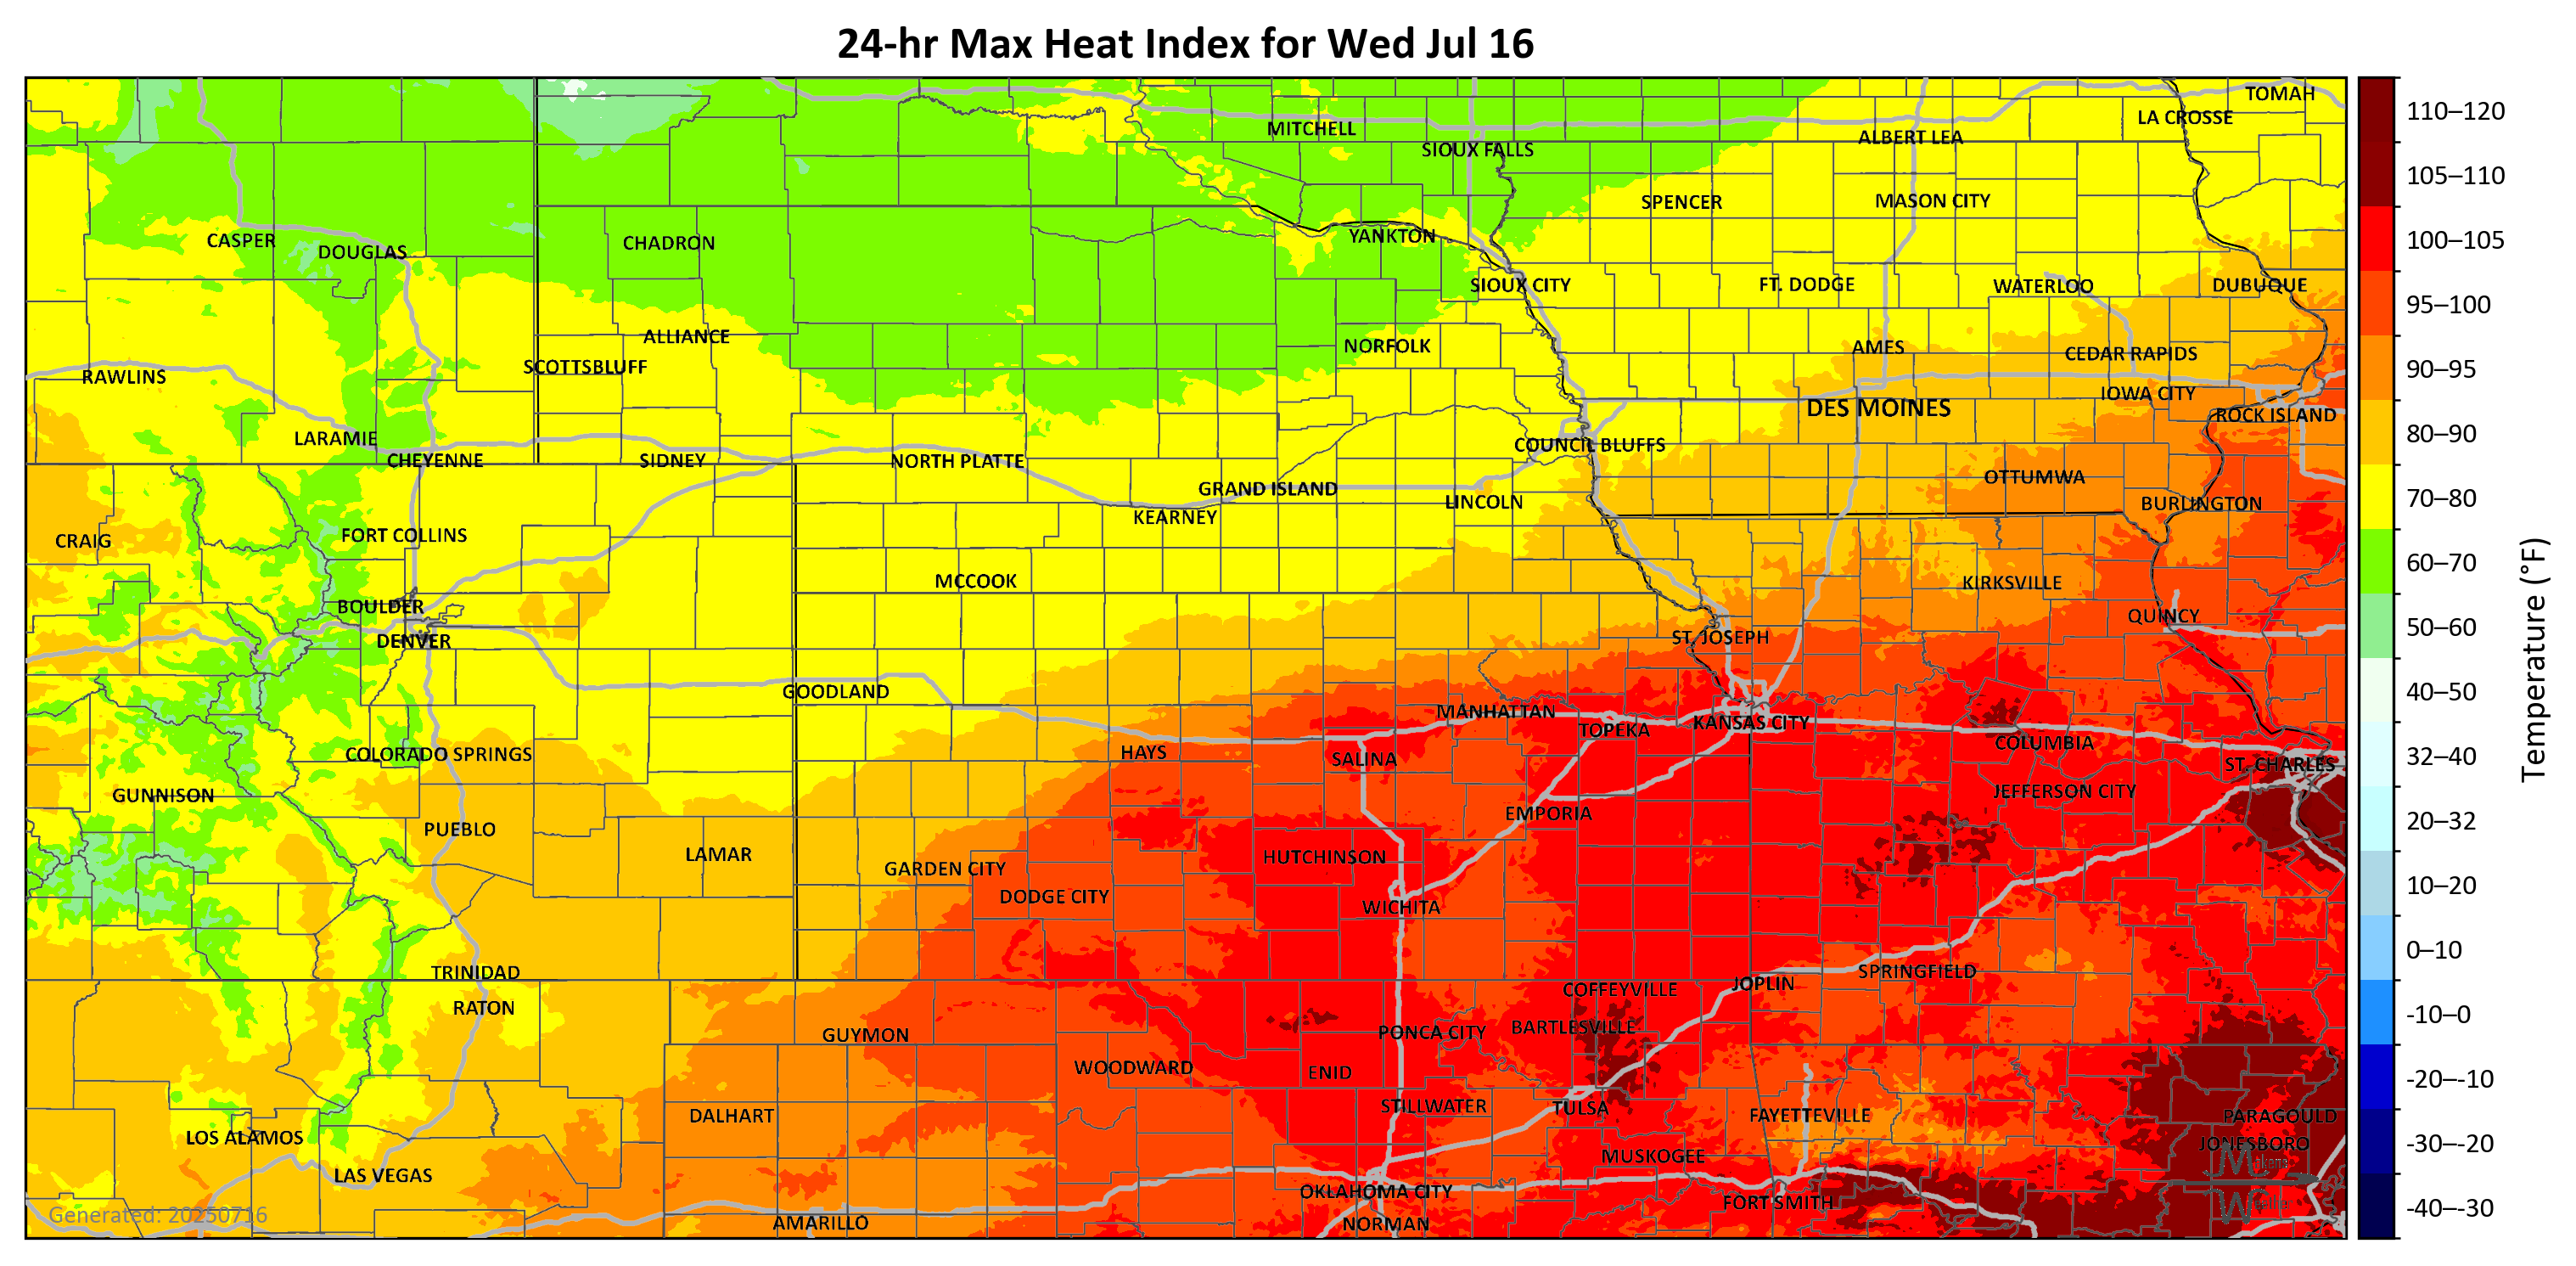 24-hr Max Heat Index for Wed Jul 16
TOMAH
LA CROSSE
MITCHELL
ALBERT LEA
SIOUX FALLS
SPENCER
MASON CITY
CASPER
DOUGLAS
CHADRON
YANKTON
SIOUX CITY
FT. DODGE
WATERLOO
DUBUQUE
ALLIANCE
NORFOLK
AMES
CEDAR RAPIDS
SCOTTSBLUFF
RAWLINS
IOWA CITY
DES MOINES
ROCK ISLAND
LARAMIE
COUNCIL BLUFFS
CHEYENNE
SIDNEY
NORTH PLATTE
OTTUMWA
GRAND ISLAND
LINCOLN
BURLINGTON
KEARNEY
CRAIG
FORT COLLINS
MCCOOK
KIRKSVILLE
BOULDER
QUINCY
DENVER
ST. JOSEPH
GOODLAND
MANHATTAN
KANSAS CITY
TOPEKA
COLUMBIA
COLORADO SPRINGS
HAYS
SALINA
ST. CHARLES
GUNNISON
JEFFERSON CITY
EMPORIA
PUEBLO
LAMAR
HUTCHINSON
GARDEN CITY
DODGE CITY
WICHITA
TRINIDAD
SPRINGFIELD
JOPLIN
COFFEYVILLE
RATON
BARTLESVILLE
PONCA CITY
GUYMON
WOODWARD
ENID
STILLWATER
TULSA
DALHART
FAYETTEVILLE
PARAGOULD
LOS ALAMOS
JONESBORO
MUSKOGEE
LAS VEGAS
OKLAHOMA CITY
FORT SMITH
AMARILLO
NORMAN
Generated: 20250716
110–120
105–110
100–105
95–100
90–95
80–90
70–80
60–70
50–60
40–50
32–40
20–32
10–20
0–10
-10–0
-20–-10
-30–-20
-40–-30
Temperature (°F)